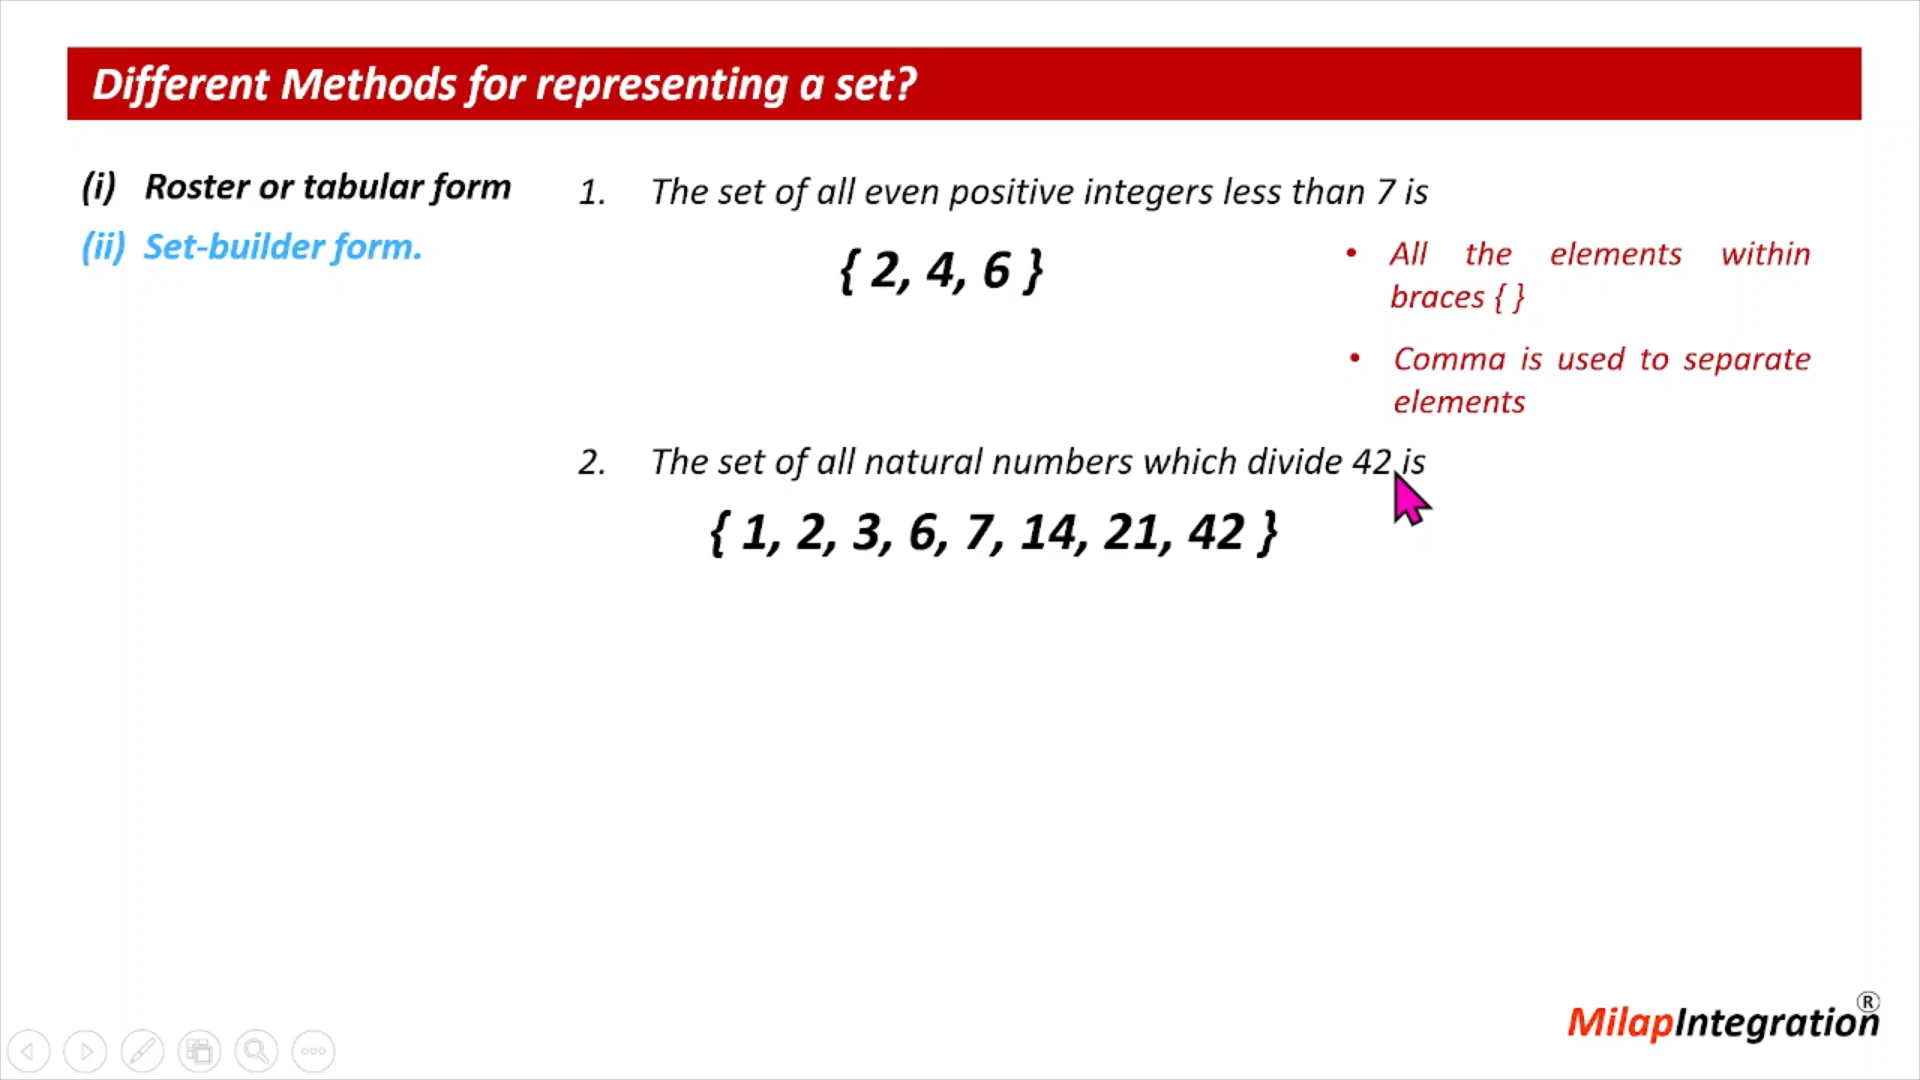 Different Methods for representing a set?
(i) Roster or tabular form
(ii) Set-builder form.
1. The set of all even positive integers less than 7 is
{ 2, 4, 6 }
• All the elements within
braces { }
• Comma is used to separate
elements
2. The set of all natural numbers which divide 42 is
{ 1, 2, 3, 6, 7, 14, 21, 42 }
MilapIntegration®